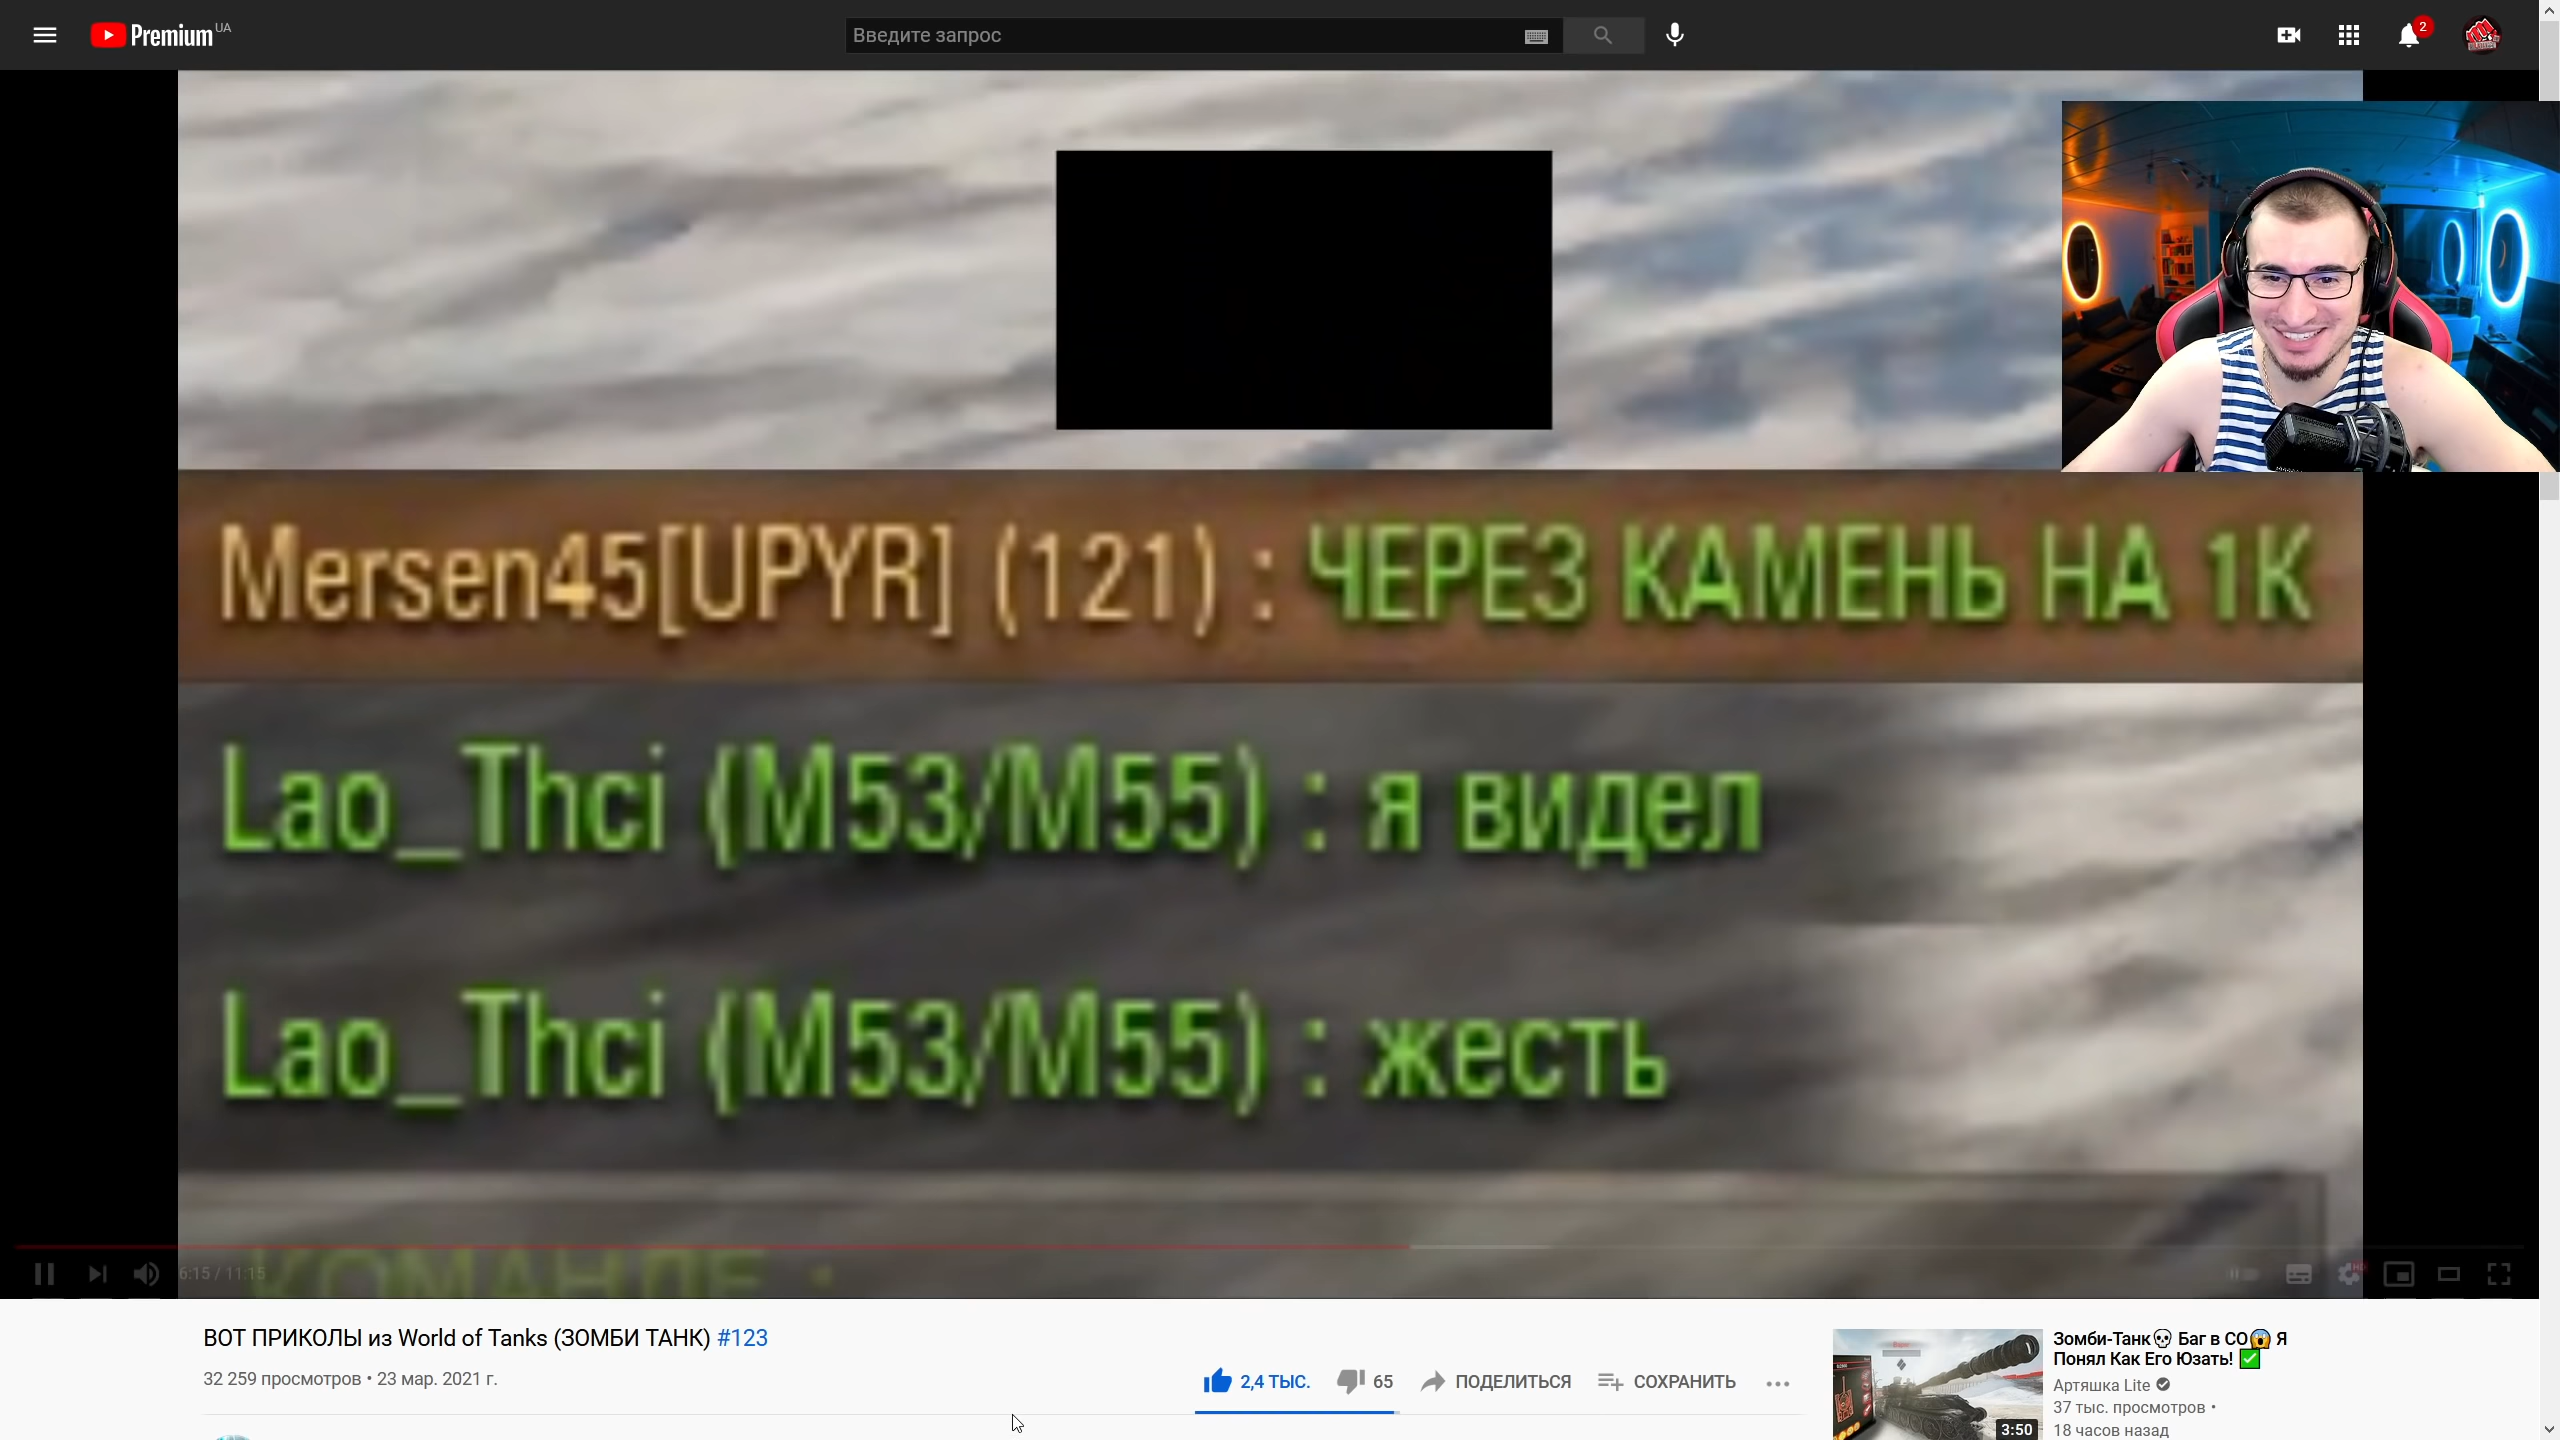 Premium UA
Введите запрос
2
Mersen45[UPYR] (121) : ЧЕРЕЗ КАМЕНЬ НА 1К
Lao_Thci (M53/M55) : я видел
Lao_Thci (M53/M55) : жесть
КОМАНДЕ :
6:15 / 11:15
HD
ВОТ ПРИКОЛЫ из World of Tanks (ЗОМБИ ТАНК) #123
32 259 просмотров • 23 мар. 2021 г.
2,4 ТЫС.
65
ПОДЕЛИТЬСЯ
СОХРАНИТЬ
3:50
Зомби-Танк💀 Баг в СО😱 Я
Понял Как Его Юзать! ✅
Артяшка Lite
37 тыс. просмотров •
18 часов назад